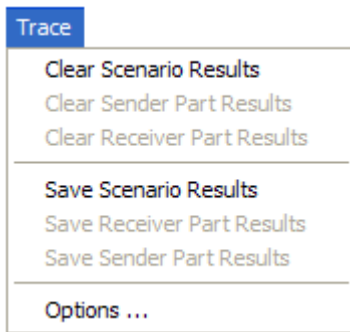 Trace
Clear Scenario Results
Clear Sender Part Results
Clear Receiver Part Results
Save Scenario Results
Save Receiver Part Results
Save Sender Part Results
Options ...